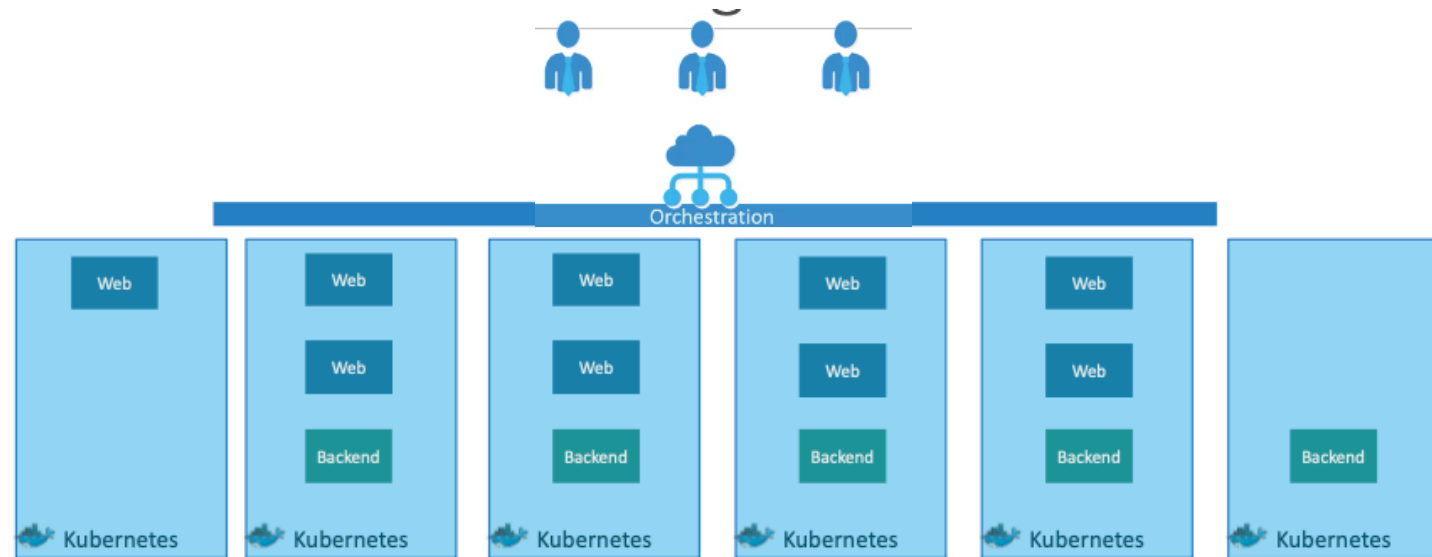 Orchestration
Web Web Web Web Web
Web Web Web Web
Backend Backend Backend Backend Backend
Kubernetes Kubernetes Kubernetes Kubernetes Kubernetes Kubernetes